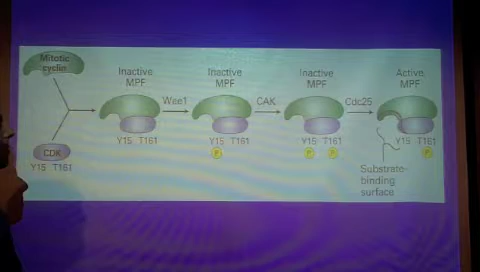 Mitotic
cyclin
CDK
Y15 T161
Inactive
MPF
Y15 T161
Wee1
Inactive
MPF
Y15 T161
P
CAK
Inactive
MPF
Y15 T161
P P
Cdc25
Active
MPF
Y15 T161
P
Substrate-
binding
surface